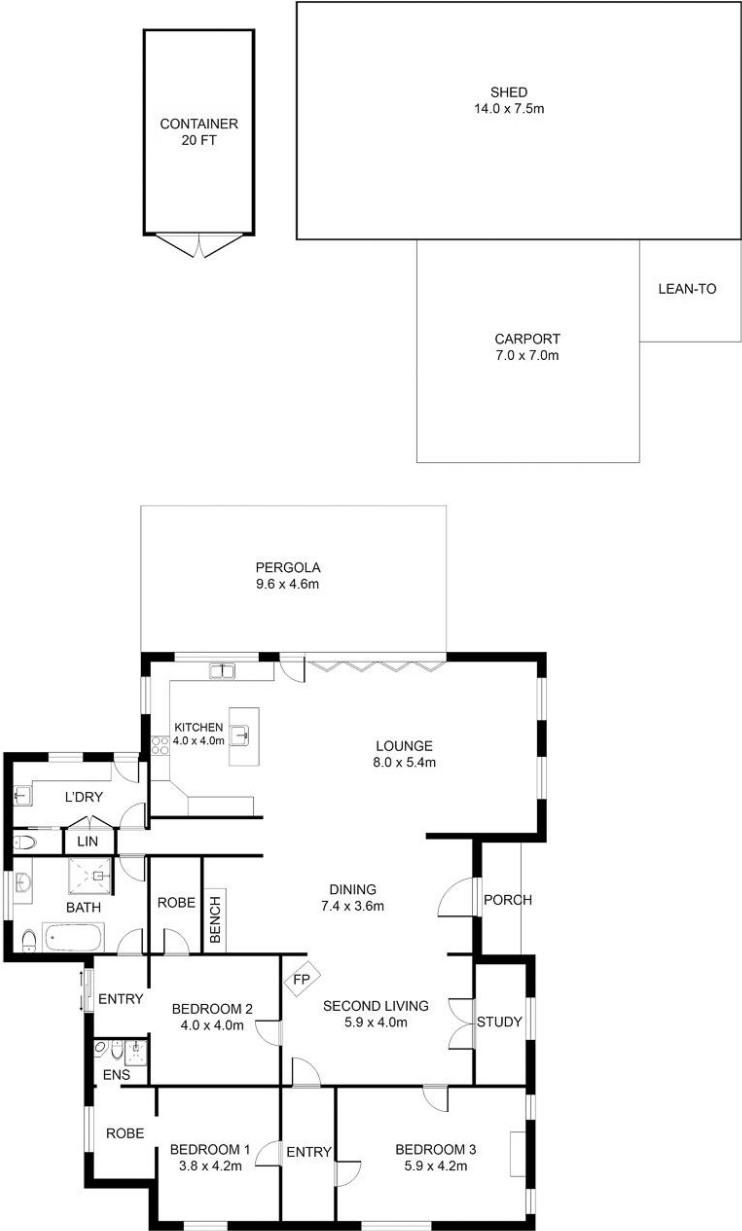 CONTAINER
20 FT
SHED
14.0 x 7.5m
LEAN-TO
CARPORT
7.0 x 7.0m
PERGOLA
9.6 x 4.6m
KITCHEN
4.0 x 4.0m
LOUNGE
8.0 x 5.4m
L'DRY
LIN
BATH
ROBE
BENCH
DINING
7.4 x 3.6m
PORCH
ENTRY
BEDROOM 2
4.0 x 4.0m
FP
SECOND LIVING
5.9 x 4.0m
STUDY
ENS
ROBE
BEDROOM 1
3.8 x 4.2m
ENTRY
BEDROOM 3
5.9 x 4.2m